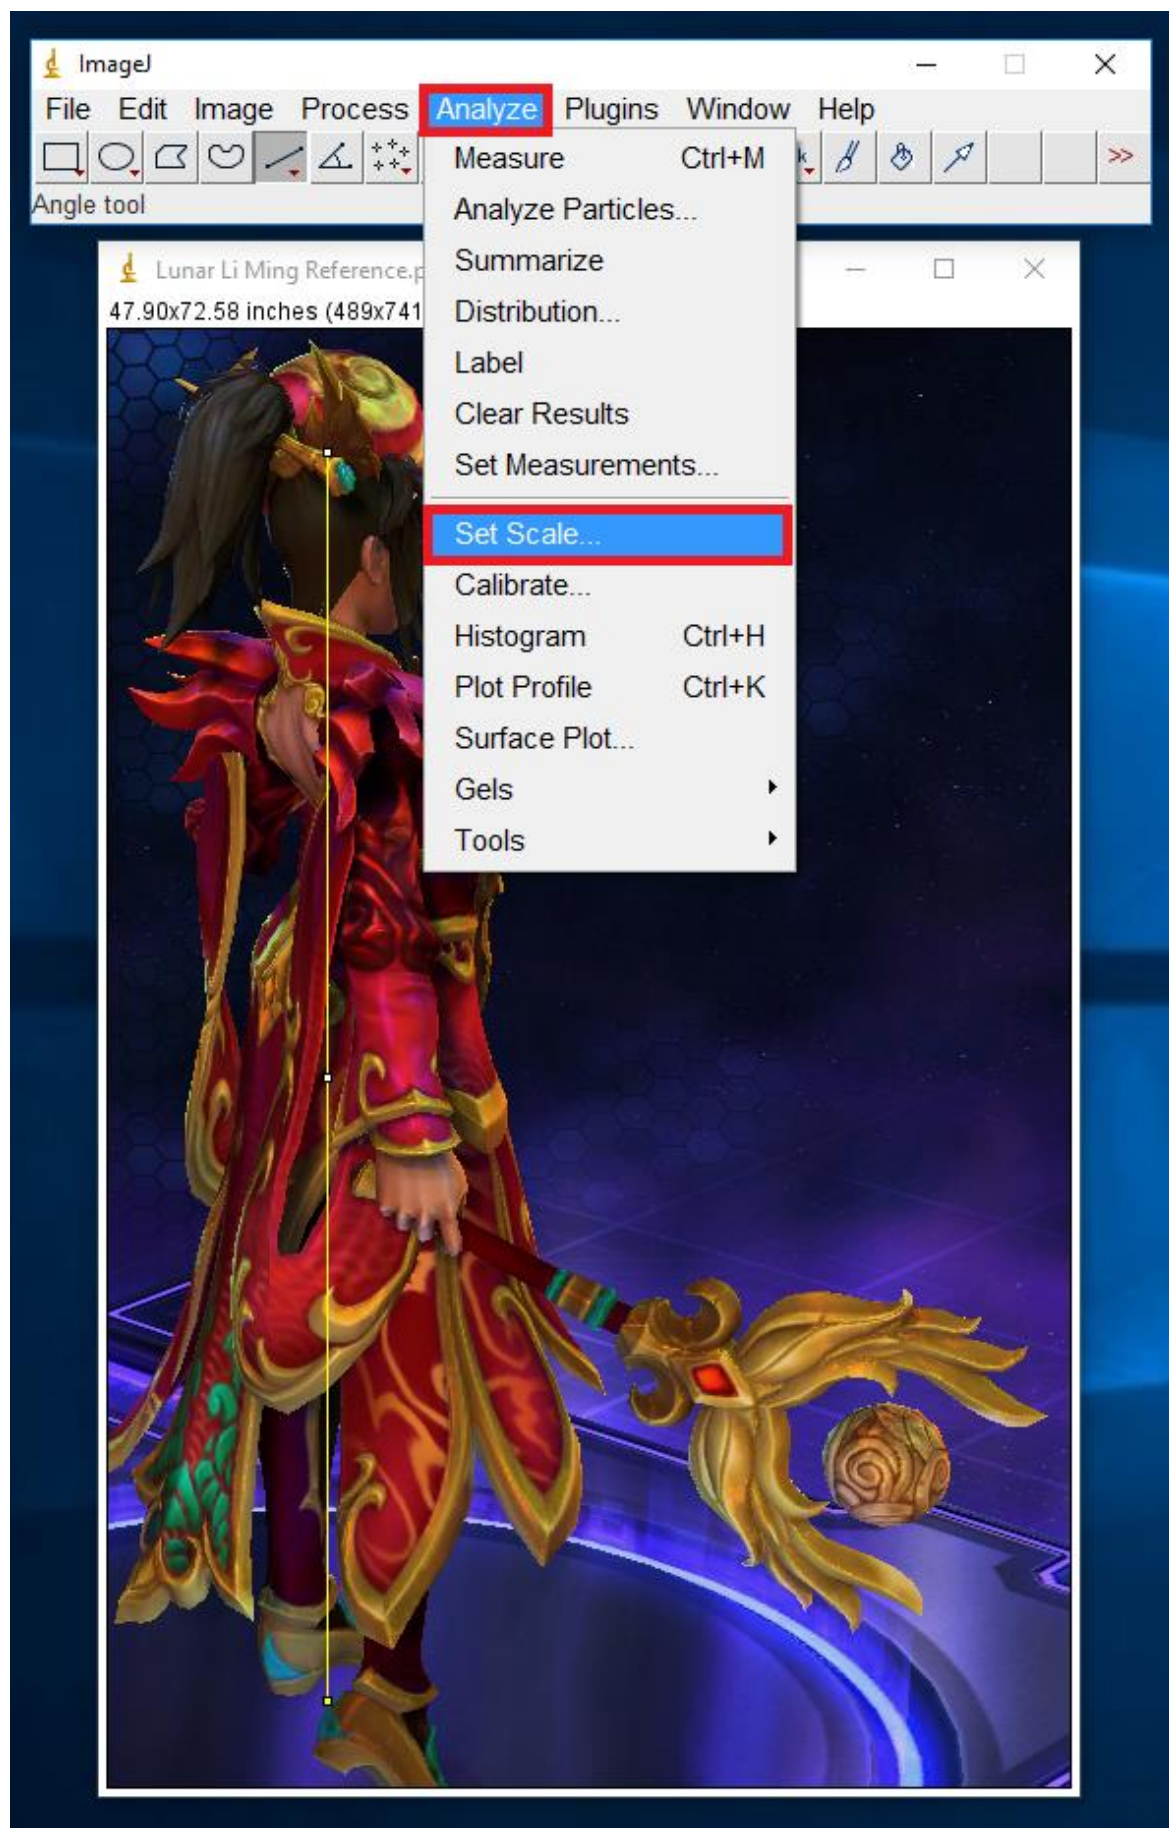 ImageJ
File Edit Image Process Analyze Plugins Window Help
Angle tool
Measure Ctrl+M
Analyze Particles...
Summarize
Distribution...
Label
Clear Results
Set Measurements...
Set Scale...
Calibrate...
Histogram Ctrl+H
Plot Profile Ctrl+K
Surface Plot...
Gels
Tools
>>
Lunar Li Ming Reference.p
47.90x72.58 inches (489x741